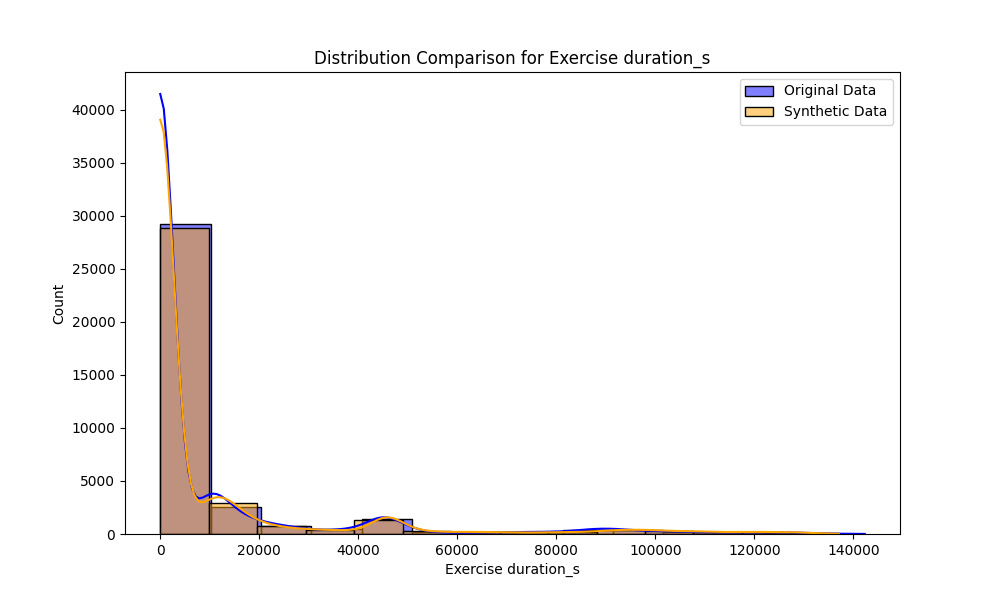 Distribution Comparison for Exercise duration_s
Original Data
Synthetic Data
40000
35000
30000
25000
20000
15000
10000
5000
0
Count
0 20000 40000 60000 80000 100000 120000 140000
Exercise duration_s